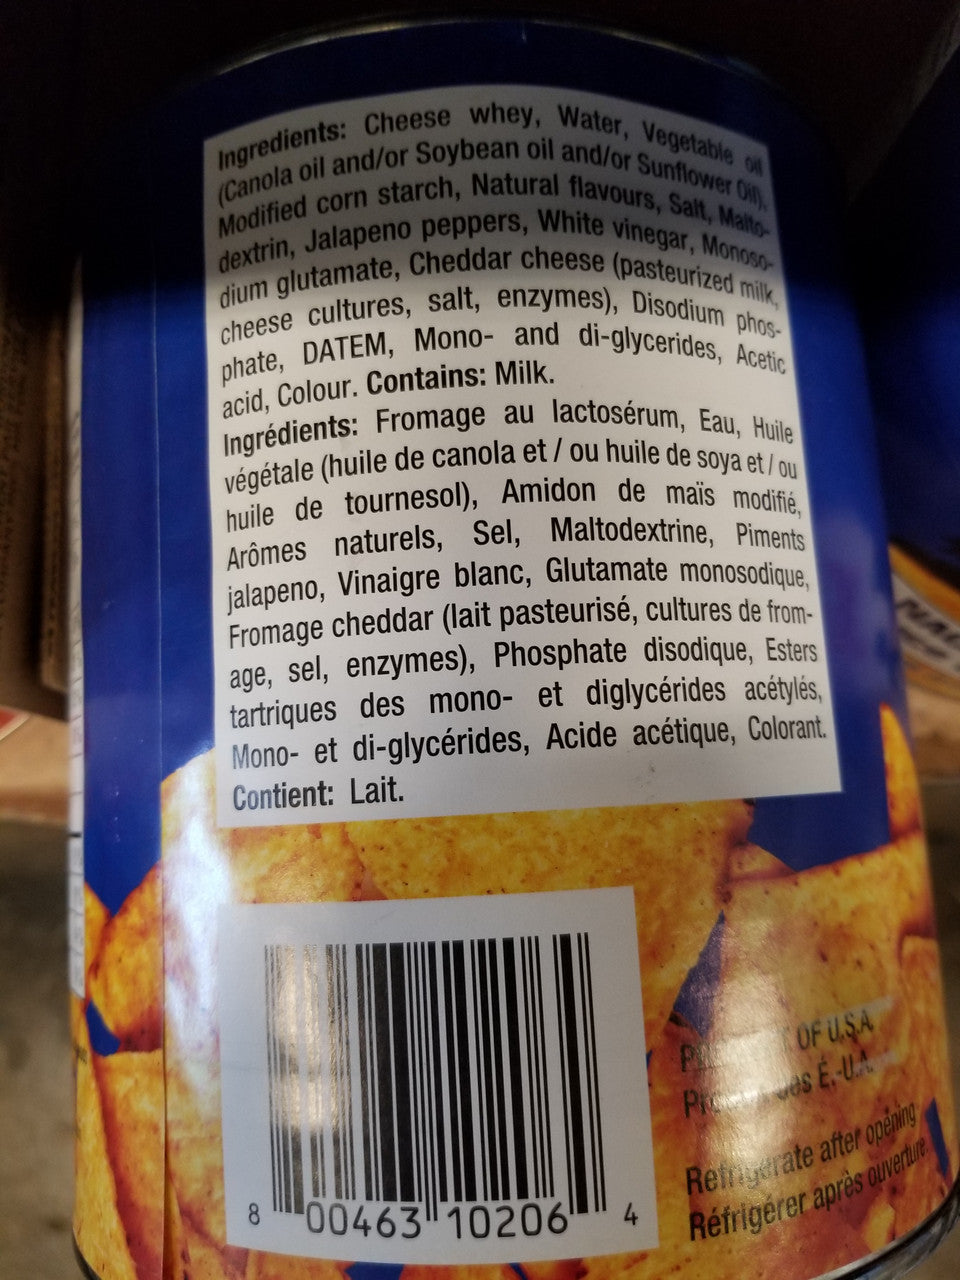 Ingredients: Cheese whey, Water, Vegetable oil
(Canola oil and/or Soybean oil and/or Sunflower Oil),
Modified corn starch, Natural flavours, Salt, Malto-
dextrin, Jalapeno peppers, White vinegar, Monoso-
dium glutamate, Cheddar cheese (pasteurized milk,
cheese cultures, salt, enzymes), Disodium phos-
phate, DATEM, Mono- and di-glycerides, Acetic
acid, Colour. Contains: Milk.
Ingrédients: Fromage au lactosérum, Eau, Huile
végétale (huile de canola et / ou huile de soya et / ou
huile de tournesol), Amidon de maïs modifié,
Arômes naturels, Sel, Maltodextrine, Piments
jalapeno, Vinaigre blanc, Glutamate monosodique,
Fromage cheddar (lait pasteurisé, cultures de from-
age, sel, enzymes), Phosphate disodique, Esters
tartriques des mono- et diglycérides acétylés,
Mono- et di-glycérides, Acide acétique, Colorant.
Contient: Lait.
8 00463 10206 4
OF U.S.A.
É.-U.A.
Refrigerate after opening
Réfrigérer après ouverture.